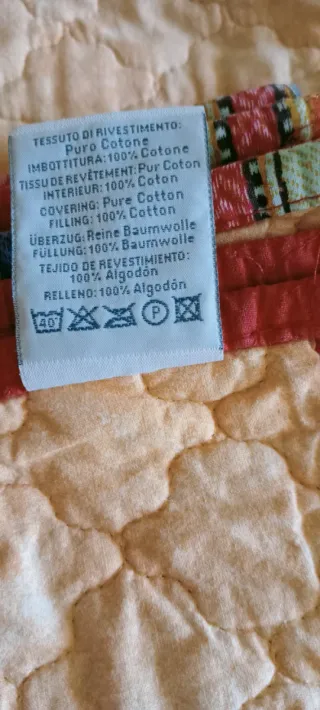 TESSUTO DI RIVESTIMENTO:
Puro Cotone
IMBOTTITURA: 100% Cotone
TISSU DE REVÊTEMENT: Pur Coton
INTERIEUR: 100% Coton
COVERING: Pure Cotton
FILLING: 100% Cotton
ÜBERZUG: Reine Baumwolle
FÜLLUNG: 100% Baumwolle
TEJIDO DE REVESTIMIENTO:
100% Algodón
RELLENO: 100% Algodón
40° P